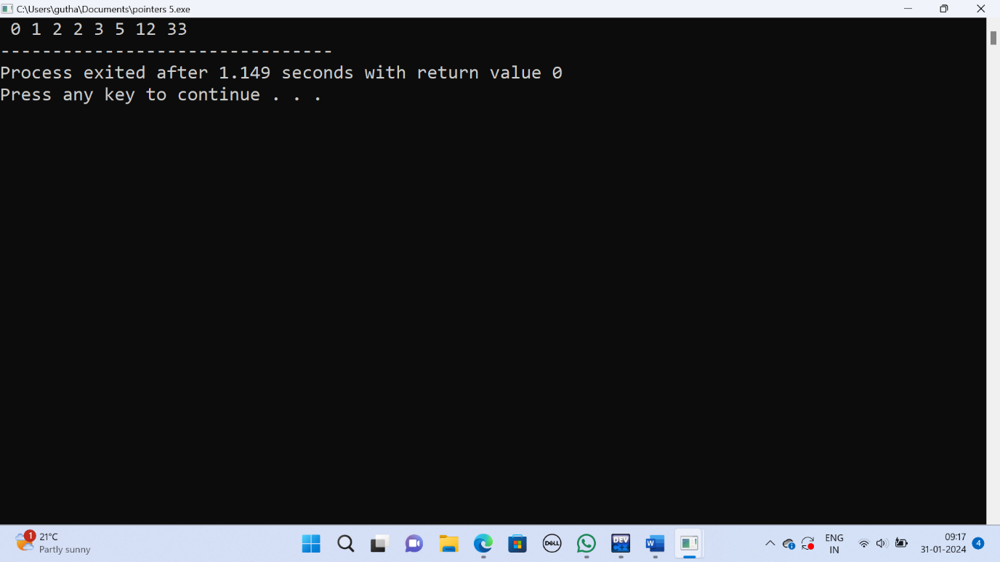 C:\Users\gutha\Documents\pointers 5.exe
 0 1 2 2 3 5 12 33
--------------------------------
Process exited after 1.149 seconds with return value 0
Press any key to continue . . .
1
21°C
Partly sunny
DELL
DEV
W
ENG
IN
09:17
31-01-2024
4